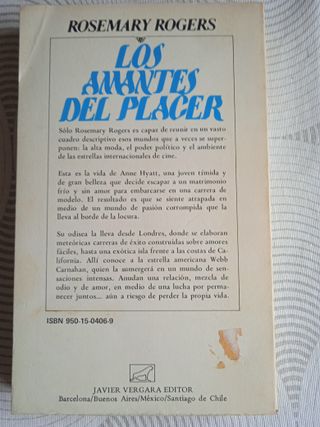 ROSEMARY ROGERS
LOS
AMANTES
DEL PLACER
Sólo Rosemary Rogers es capaz de reunir en un vasto
cuadro descriptivo esos mundos que a veces se super-
ponen: la alta moda, el poder político y el ambiente
de las estrellas internacionales de cine.
Esta es la vida de Anne Hyatt, una joven tímida y
de gran belleza que decide escapar a un matrimonio
frío y sin amor para embarcarse en una carrera de
modelo. El resultado es que se siente atrapada en
medio de un mundo de pasión corrompida que la
lleva al borde de la locura.
Su odisea la lleva desde Londres, donde se elaboran
meteóricas carreras de éxito construidas sobre amores
fáciles, hasta una exótica isla frente a las costas de Ca-
lifornia. Allí conoce a la estrella americana Webb
Carnahan, quien la sumergerá en un mundo de sen-
saciones intensas. Anudan una relación, mezcla de
odio y de amor, en medio de una lucha por perma-
necer juntos... aún a riesgo de perder la propia vida.
ISBN 950-15-0406-9
JAVIER VERGARA EDITOR
Barcelona/Buenos Aires/México/Santiago de Chile